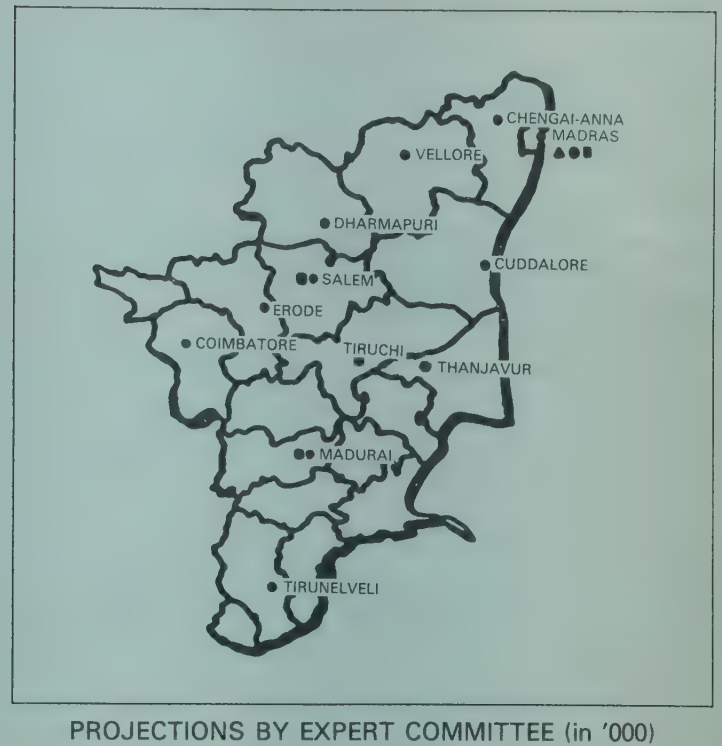 CHENGAI-ANNA
MADRAS
VELLORE
DHARMAPURI
CUDDALORE
SALEM
ERODE
COIMBATORE
TIRUCHI
THANJAVUR
MADURAI
TIRUNELVELI
PROJECTIONS BY EXPERT COMMITTEE (in '000)